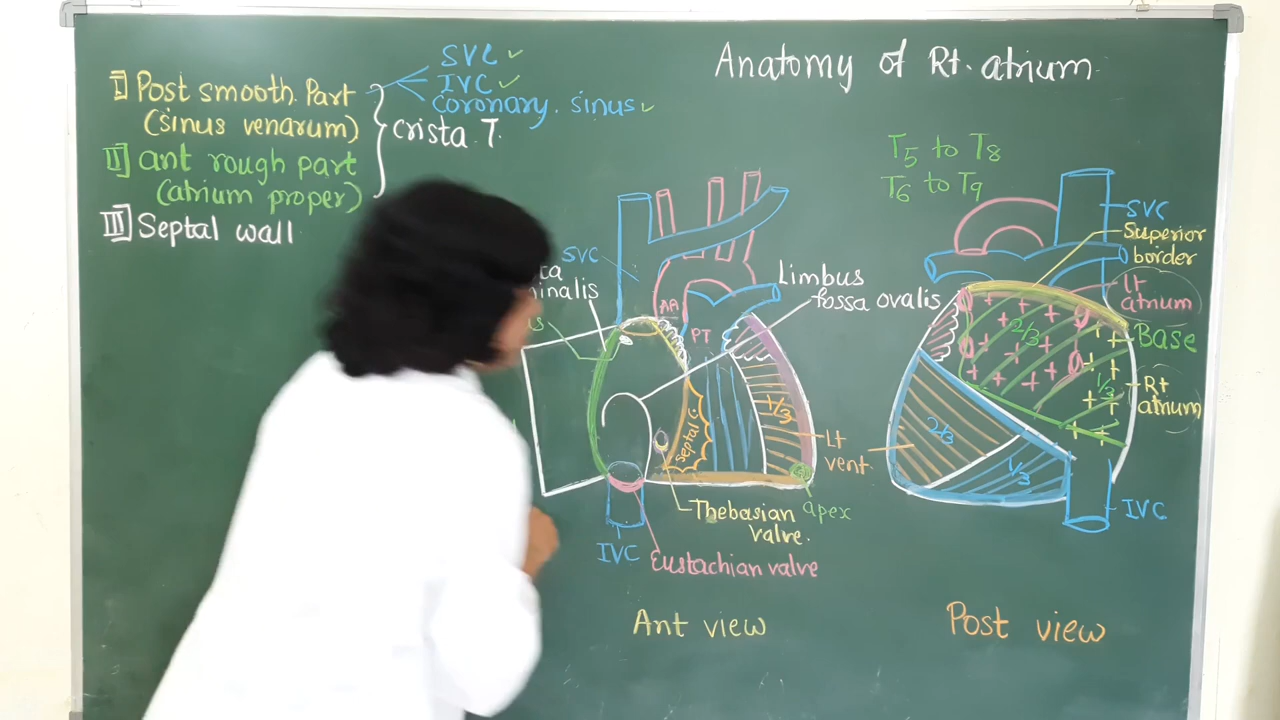 Anatomy of Rt. atrium
I Post smooth Part
(sinus venarum)
II ant rough part
(atrium proper)
III Septal wall
SVC ✓
IVC ✓
Coronary. sinus ✓
Crista. T.
T5 to T8
T6 to T9
SVC
inalis
AA
PT
septal C.
1/3
Limbus
fossa ovalis
Lt
vent.
Thebasian
valve.
apex
IVC
Eustachian valve
Ant view
SVC
Superior
border
Lt
atrium
Base
Rt
atrium
2/3
1/3
2/3
1/3
IVC
Post view